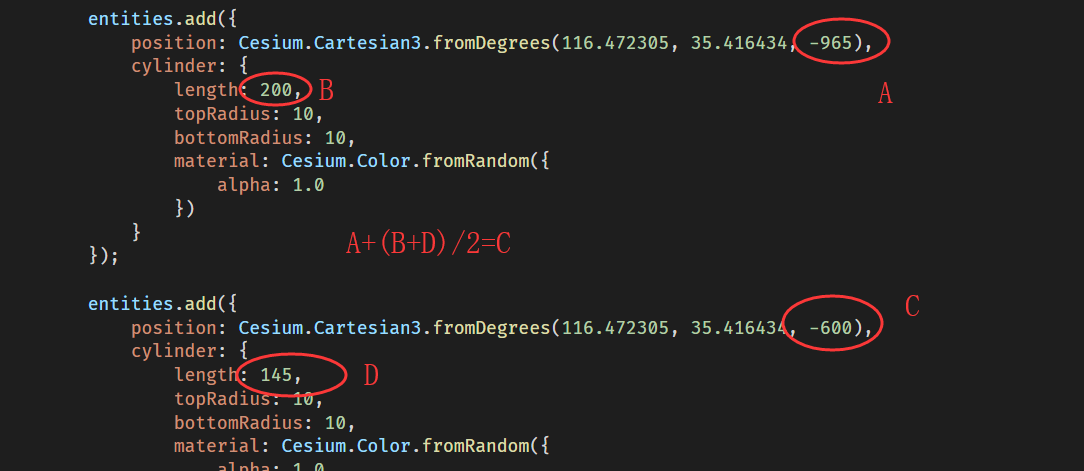 entities.add({
position: Cesium.Cartesian3.fromDegrees(116.472305, 35.416434, -965),
cylinder: {
A
length: 200, B
topRadius: 10,
bottomRadius: 10,
material: Cesium.Color.fromRandom({
alpha: 1.0
})
}
A+(B+D)/2=C
});
entities.add({
C
position: Cesium.Cartesian3.fromDegrees(116.472305, 35.416434, -600),
cylinder: {
length: 145, D
topRadius: 10,
bottomRadius: 10,
material: Cesium.Color.fromRandom({
alpha: 1.0